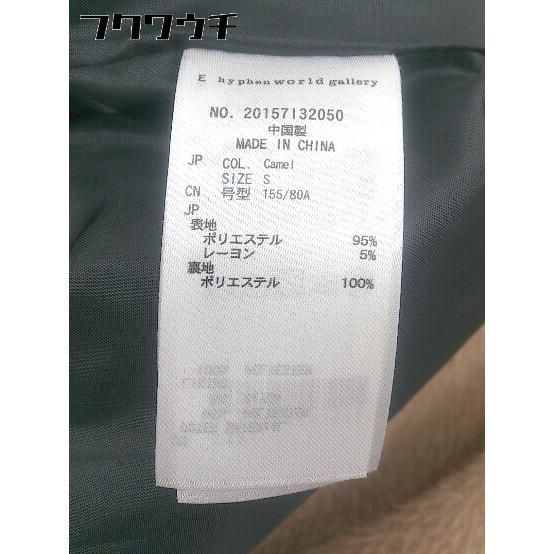 フクワウチ
E hyphen world gallery
NO. 20157132050
中国製
MADE IN CHINA
JP COL. Camel
SIZE S
CN 号型 155/80A
JP
表地
ポリエステル 95%
レーヨン 5%
裏地
ポリエステル 100%